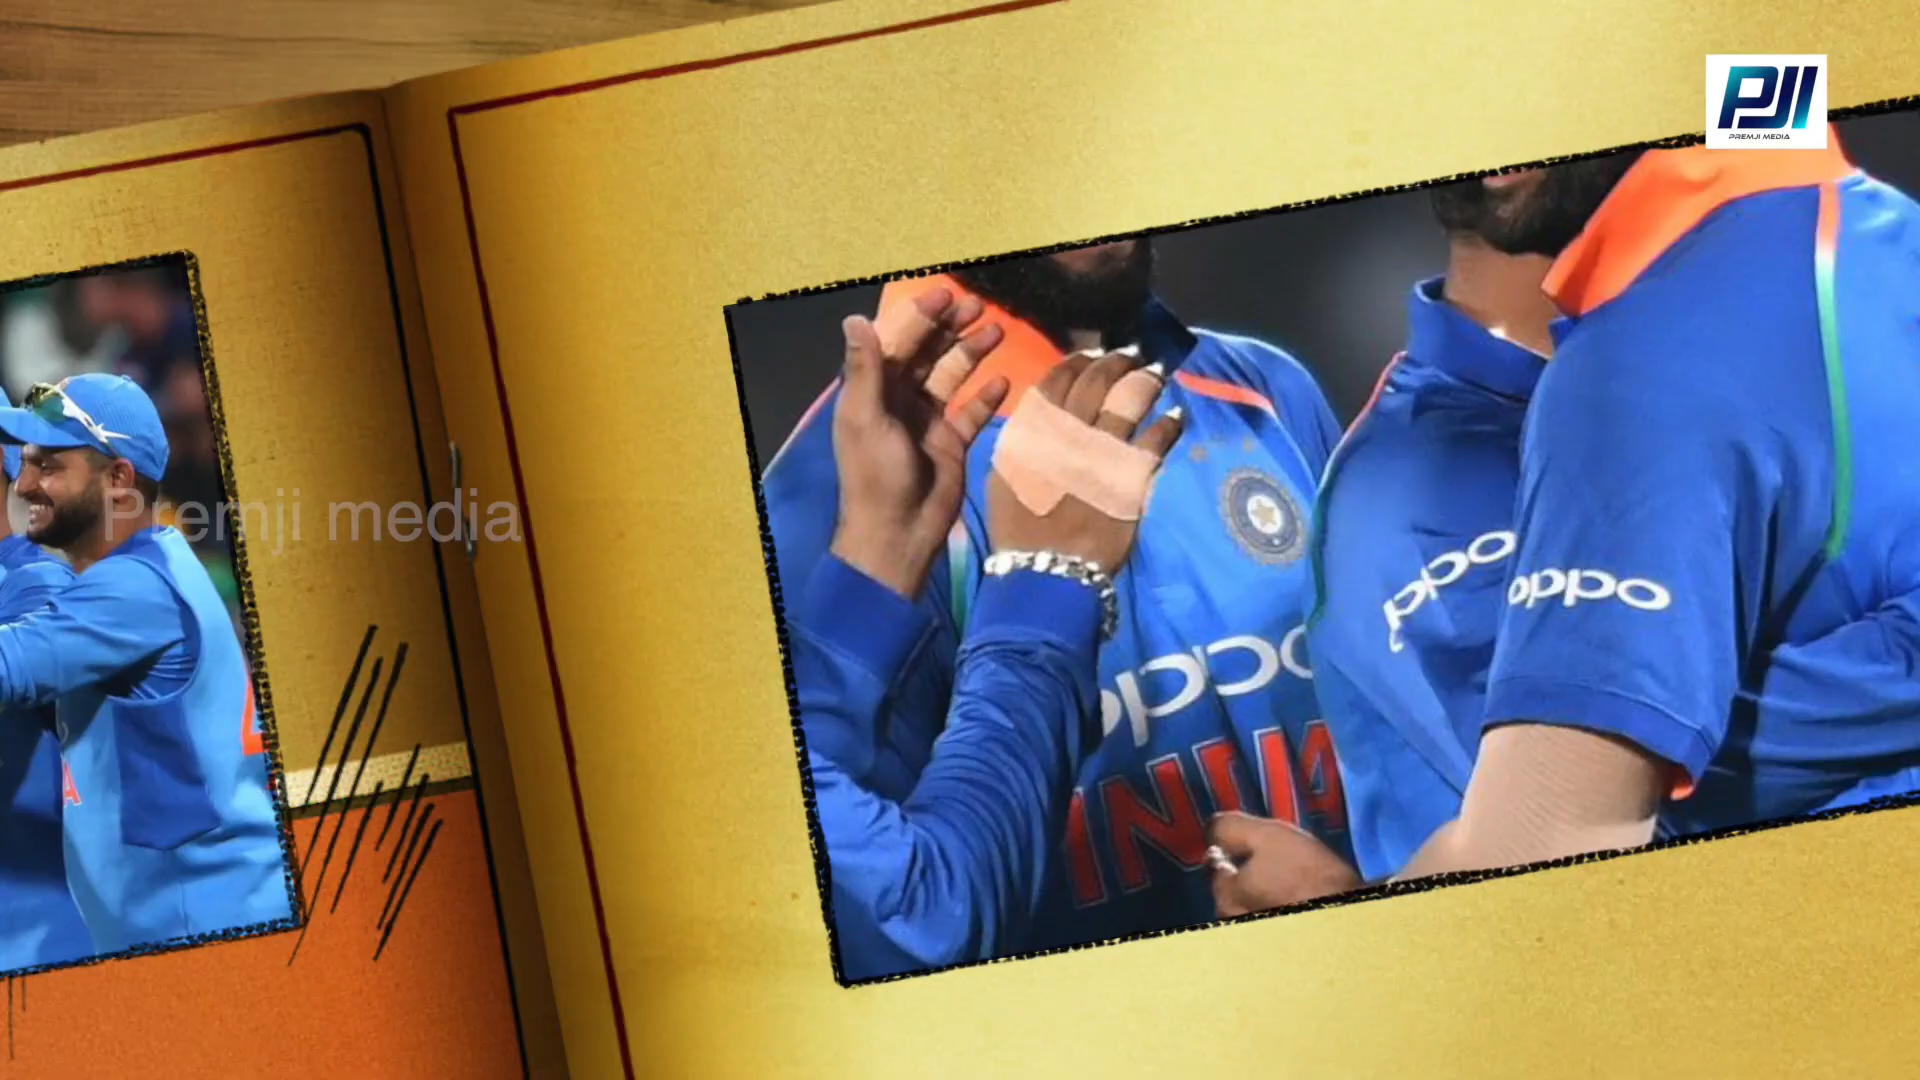 PJI
PREMJI MEDIA
Premji media
oppo
oppo
oppo
INDIA